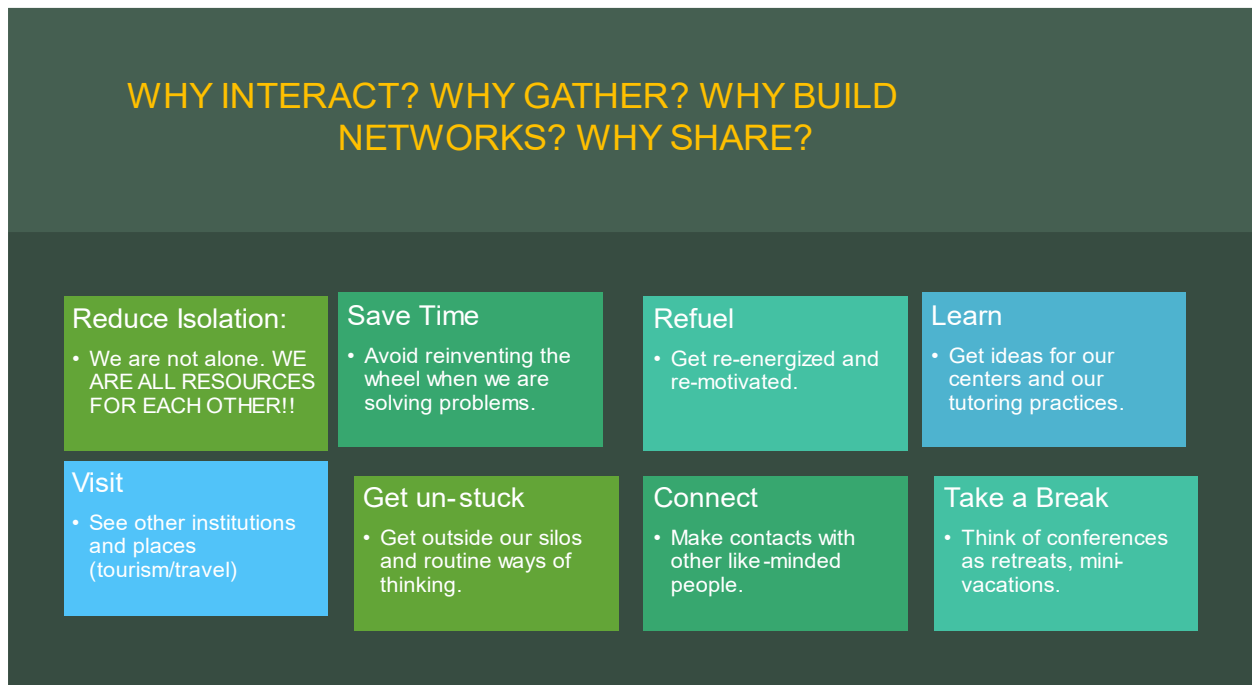 WHY INTERACT? WHY GATHER? WHY BUILD
NETWORKS? WHY SHARE?
Reduce Isolation:
• We are not alone. WE
ARE ALL RESOURCES
FOR EACH OTHER!!
Save Time
• Avoid reinventing the
wheel when we are
solving problems.
Refuel
• Get re-energized and
re-motivated.
Learn
• Get ideas for our
centers and our
tutoring practices.
Visit
• See other institutions
and places
(tourism/travel)
Get un-stuck
• Get outside our silos
and routine ways of
thinking.
Connect
• Make contacts with
other like-minded
people.
Take a Break
• Think of conferences
as retreats, mini-
vacations.